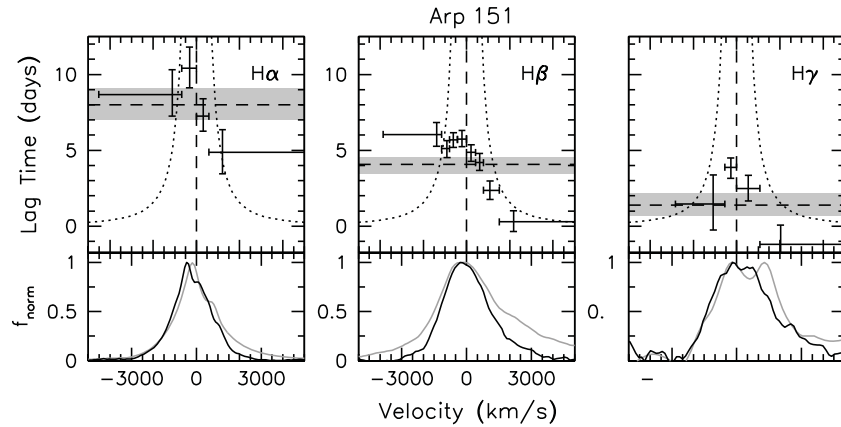 Arp 151
Lag Time (days)
10
5
0
Hα
10
5
0
Hβ
Hγ
f_norm
1
0.5
0
1
0.5
0
1
0.
−3000 0 3000
−3000 0 3000
−
Velocity (km/s)